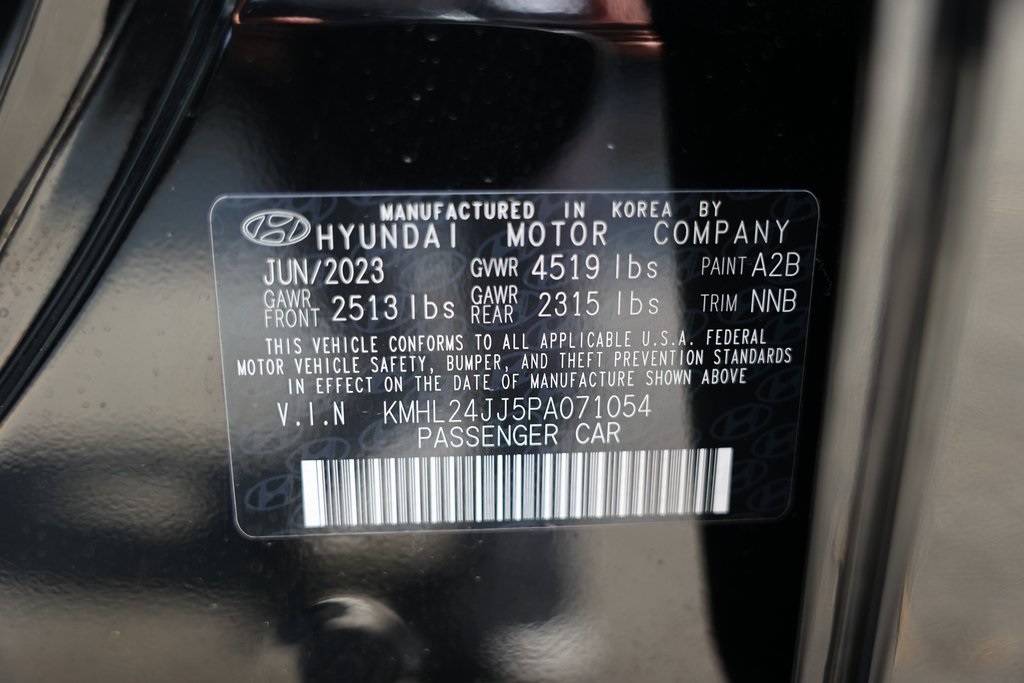 MANUFACTURED IN KOREA BY
HYUNDAI MOTOR COMPANY
JUN/2023 GVWR 4519 lbs PAINT A2B
GAWR FRONT 2513 lbs GAWR REAR 2315 lbs TRIM NNB
THIS VEHICLE CONFORMS TO ALL APPLICABLE U.S.A. FEDERAL
MOTOR VEHICLE SAFETY, BUMPER, AND THEFT PREVENTION STANDARDS
IN EFFECT ON THE DATE OF MANUFACTURE SHOWN ABOVE
V.I.N KMHL24JJ5PA071054
PASSENGER CAR